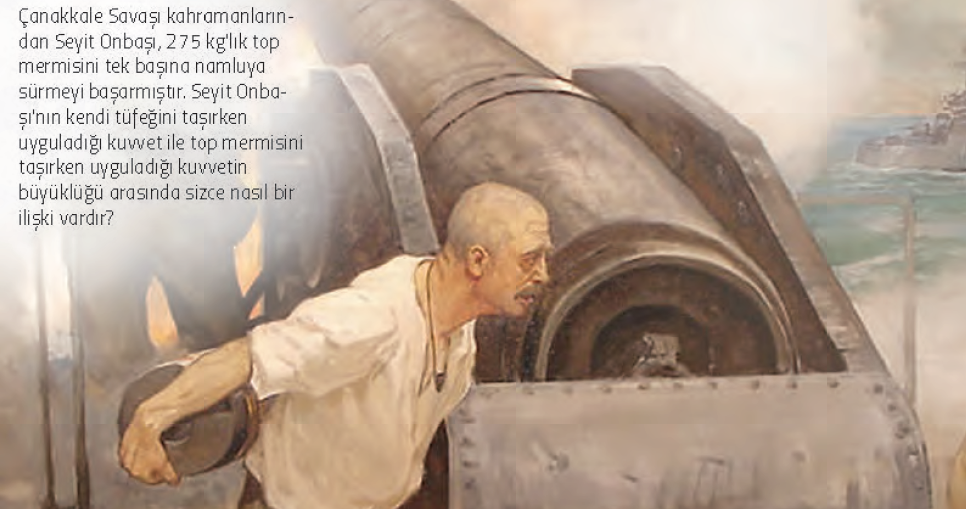 Çanakkale Savaşı kahramanların-
dan Seyit Onbaşı, 275 kg'lık top
mermisini tek başına namluya
sürmeyi başarmıştır. Seyit Onba-
şı'nın kendi tüfeğini taşırken
uyguladığı kuvvet ile top mermisini
taşırken uyguladığı kuvvetin
büyüklüğü arasında sizce nasıl bir
ilişki vardır?